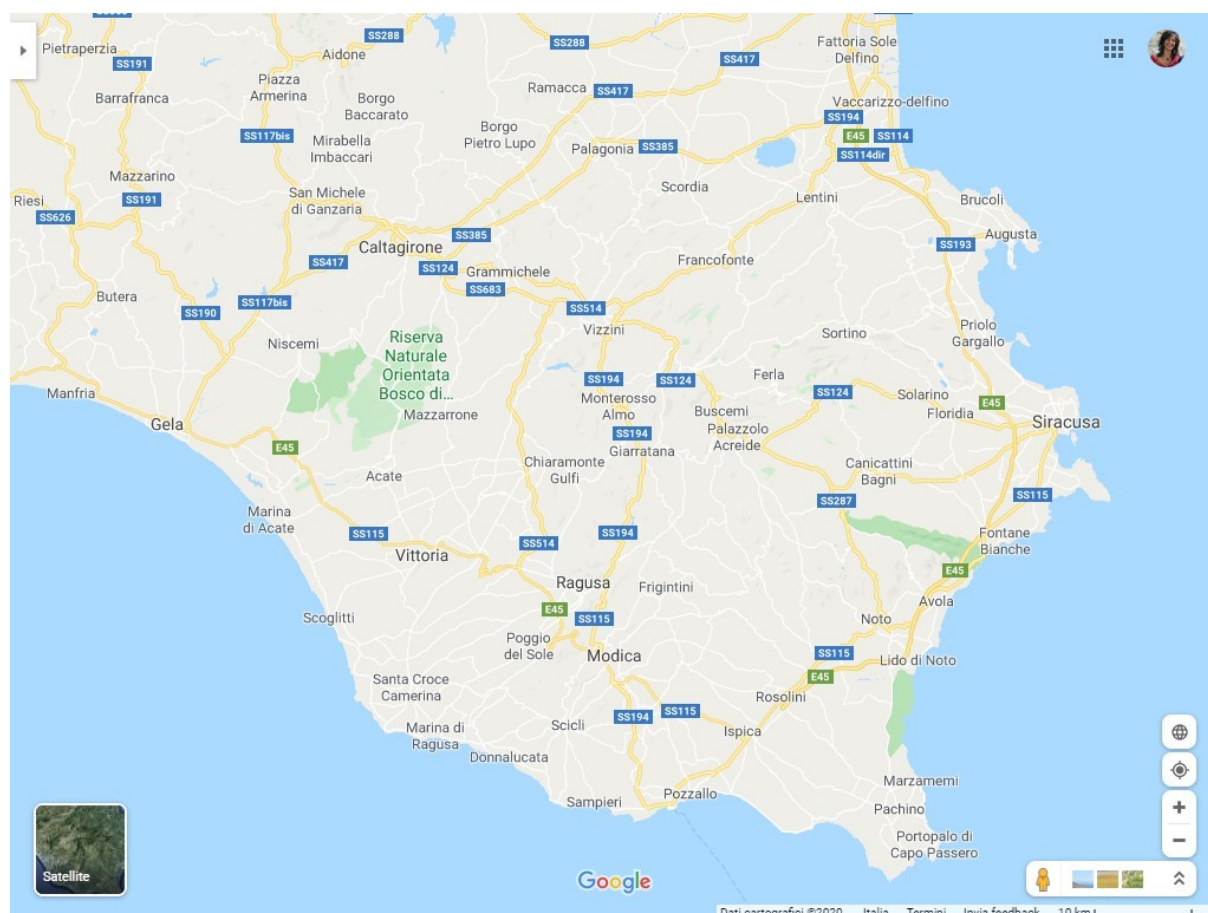 SS288
Pietraperzia
SS191
Aidone
SS288
SS417
Fattoria Sole
Delfino
Piazza
Armerina
Barrafranca
Borgo
Baccarato
Ramacca
SS417
Vaccarizzo-delfino
SS194
E45
SS114
SS114dir
SS117bis
Mirabella
Imbaccari
Borgo
Pietro Lupo
Palagonia
SS385
Mazzarino
Riesi
SS191
SS626
San Michele
di Ganzaria
Scordia
Lentini
Brucoli
Augusta
SS193
SS385
Caltagirone
SS417
SS124
Grammichele
SS683
Francofonte
Butera
SS117bis
SS190
SS514
Vizzini
Niscemi
Riserva
Naturale
Orientata
Bosco di...
Sortino
Priolo
Gargallo
SS194
SS124
Ferla
SS124
Manfria
Monterosso
Almo
Solarino
Floridia
E45
Mazzarrone
Buscemi
Palazzolo
Acreide
Gela
Siracusa
SS194
Giarratana
E45
Chiaramonte
Gulfi
Canicattini
Bagni
Acate
SS287
SS115
Marina
di Acate
SS115
Vittoria
SS514
SS194
Fontane
Bianche
E45
Ragusa
Frigintini
Avola
Scoglitti
E45
SS115
Noto
Poggio
del Sole
Modica
SS115
Lido di Noto
E45
Santa Croce
Camerina
Rosolini
SS194
SS115
Marina di
Ragusa
Scicli
Ispica
Donnalucata
Marzamemi
Sampieri
Pozzallo
Pachino
Portopalo di
Capo Passero
Satellite
Google
Dati cartografici ©2020 Italia Termini Invia feedback 10 km